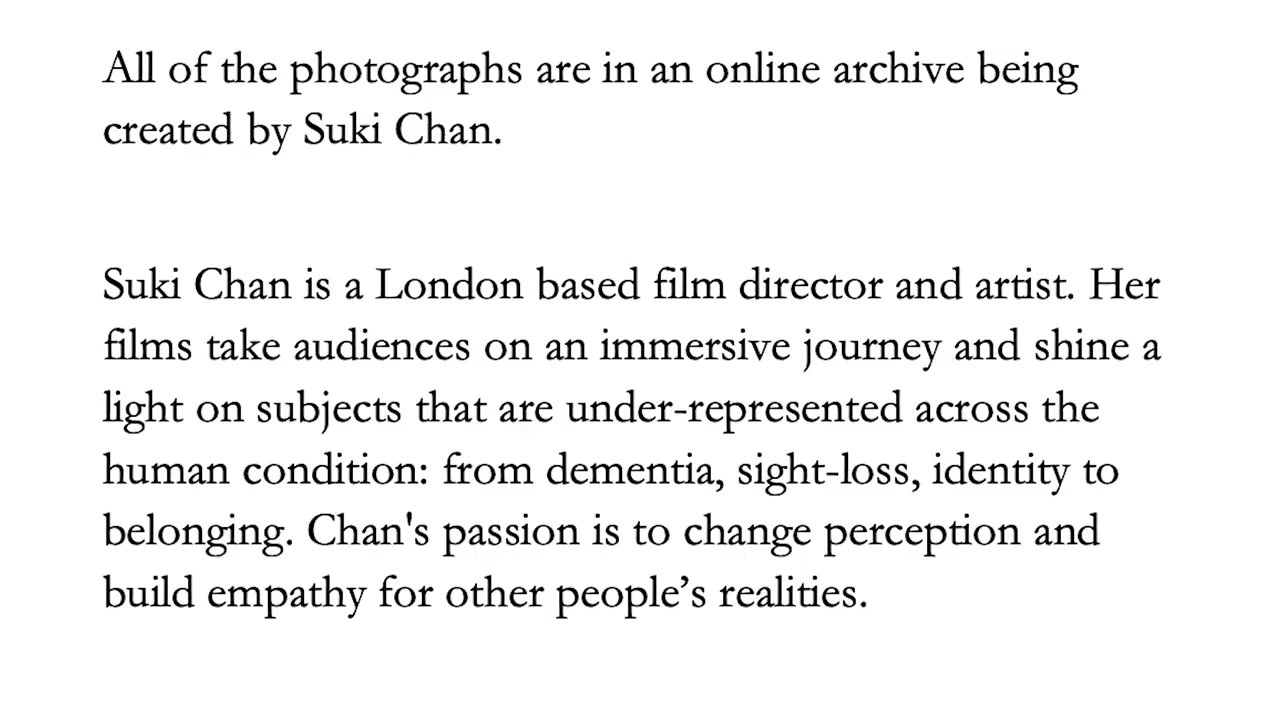 All of the photographs are in an online archive being
created by Suki Chan.
Suki Chan is a London based film director and artist. Her
films take audiences on an immersive journey and shine a
light on subjects that are under-represented across the
human condition: from dementia, sight-loss, identity to
belonging. Chan's passion is to change perception and
build empathy for other people’s realities.